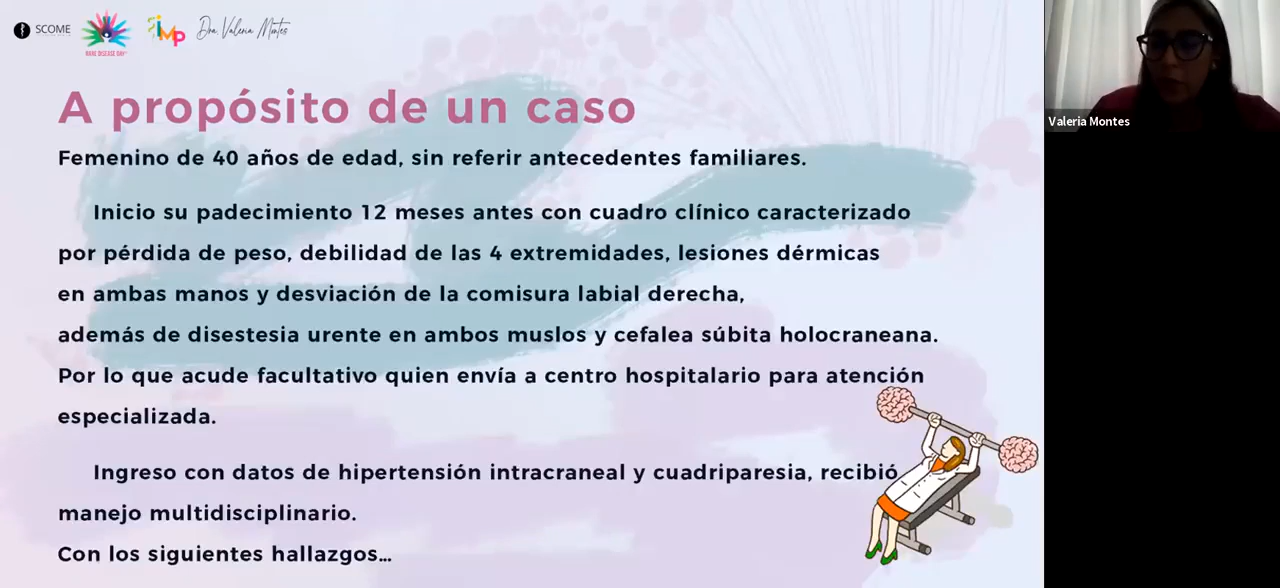 SCOME
RARE DISEASE DAY
iMP
Dra. Valeria Montes
A propósito de un caso
Femenino de 40 años de edad, sin referir antecedentes familiares.
Inicio su padecimiento 12 meses antes con cuadro clínico caracterizado
por pérdida de peso, debilidad de las 4 extremidades, lesiones dérmicas
en ambas manos y desviación de la comisura labial derecha,
además de disestesia urente en ambos muslos y cefalea súbita holocraneana.
Por lo que acude facultativo quien envía a centro hospitalario para atención
especializada.
Ingreso con datos de hipertensión intracraneal y cuadriparesia, recibió
manejo multidisciplinario.
Con los siguientes hallazgos...
Valeria Montes